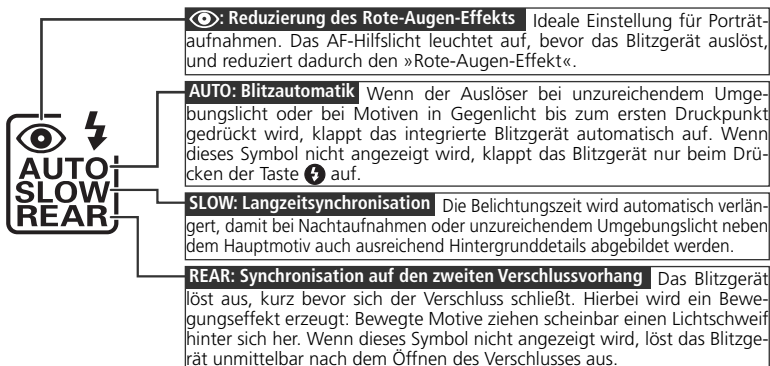 : Reduzierung des Rote-Augen-Effekts Ideale Einstellung für Porträt-
aufnahmen. Das AF-Hilfslicht leuchtet auf, bevor das Blitzgerät auslöst,
und reduziert dadurch den »Rote-Augen-Effekt«.
AUTO: Blitzautomatik Wenn der Auslöser bei unzureichendem Umge-
bungslicht oder bei Motiven in Gegenlicht bis zum ersten Druckpunkt
gedrückt wird, klappt das integrierte Blitzgerät automatisch auf. Wenn
dieses Symbol nicht angezeigt wird, klappt das Blitzgerät nur beim Drü-
cken der Taste auf.
AUTO
SLOW
REAR
SLOW: Langzeitsynchronisation Die Belichtungszeit wird automatisch verlän-
gert, damit bei Nachtaufnahmen oder unzureichendem Umgebungslicht neben
dem Hauptmotiv auch ausreichend Hintergrunddetails abgebildet werden.
REAR: Synchronisation auf den zweiten Verschlussvorhang Das Blitzgerät
löst aus, kurz bevor sich der Verschluss schließt. Hierbei wird ein Bewe-
gungseffekt erzeugt: Bewegte Motive ziehen scheinbar einen Lichtschweif
hinter sich her. Wenn dieses Symbol nicht angezeigt wird, löst das Blitzge-
rät unmittelbar nach dem Öffnen des Verschlusses aus.